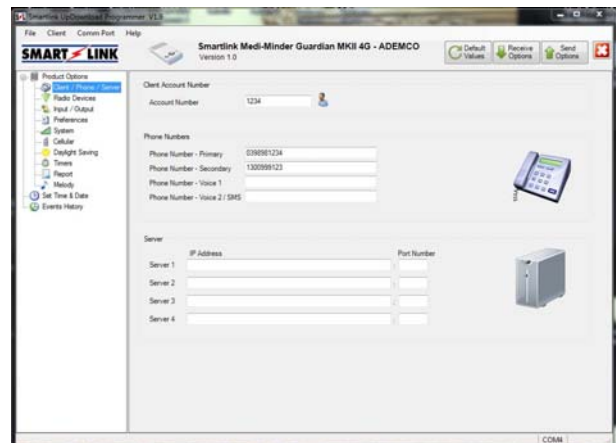 Smartlink UpDownload Programmer V3.9
File Client Comm Port Help
SMART LINK
Smartlink Medi-Minder Guardian MKII 4G - ADEMCO
Version 1.0
Default Values
Receive Options
Send Options
Product Options
Client / Phone / Server
Radio Devices
Input / Output
Preferences
System
Cellular
Daylight Saving
Timers
Report
Melody
Set Time & Date
Events History
Client Account Number
Account Number 1234
Phone Numbers
Phone Number - Primary 0398981234
Phone Number - Secondary 1300999123
Phone Number - Voice 1
Phone Number - Voice 2 / SMS
Server
IP Address Port Number
Server 1 :
Server 2 :
Server 3 :
Server 4 :
COM4